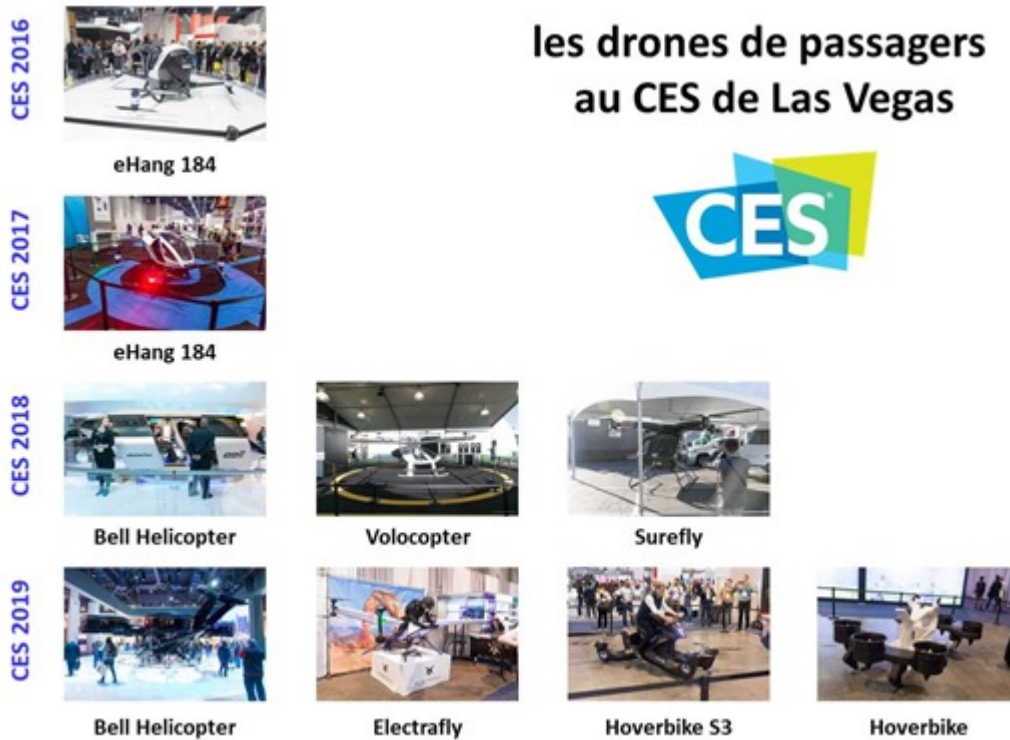 les drones de passagers
au CES de Las Vegas
CES
CES 2016
eHang 184
CES 2017
eHang 184
CES 2018
Bell Helicopter
Volocopter
Surefly
CES 2019
Bell Helicopter
Electrafly
Hoverbike S3
Hoverbike